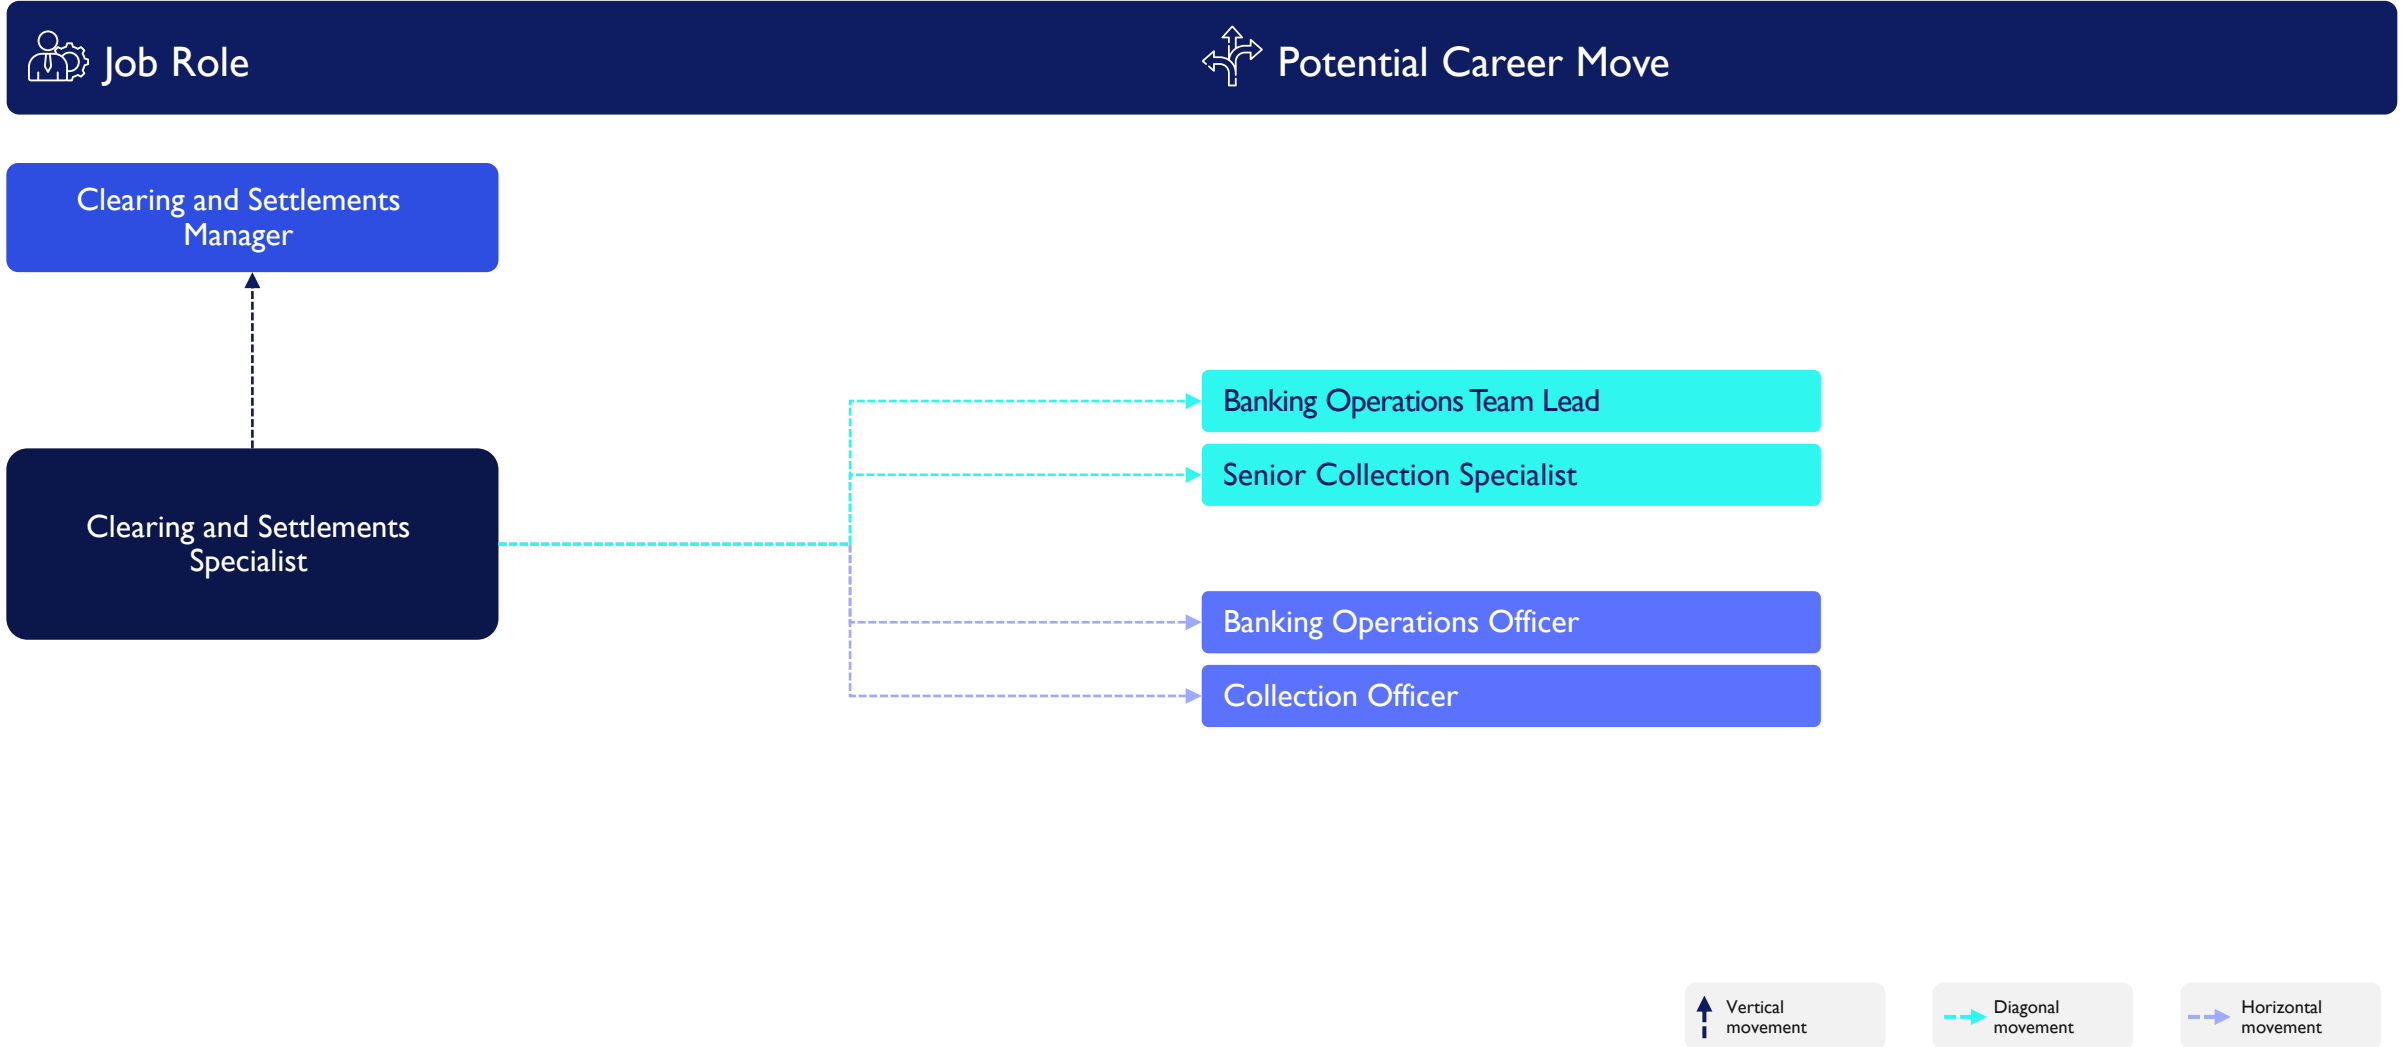 Job Role
Potential Career Move
Clearing and Settlements
Manager
Banking Operations Team Lead
Senior Collection Specialist
Clearing and Settlements
Specialist
Banking Operations Officer
Collection Officer
Vertical
movement
Diagonal
movement
Horizontal
movement